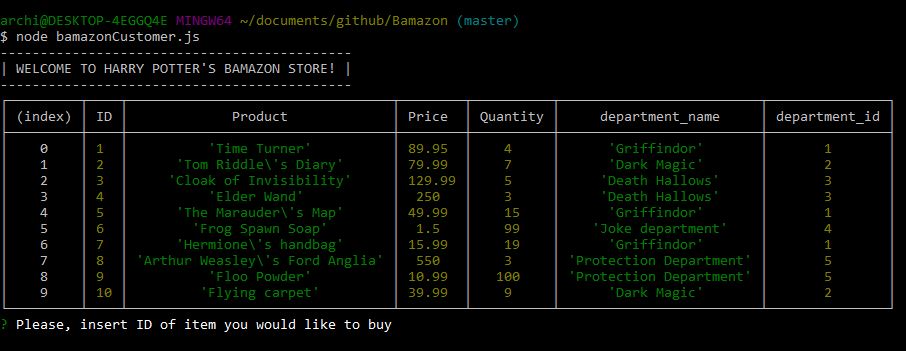 archi@DESKTOP-4EGGQ4E MINGW64 ~/documents/github/Bamazon (master)
$ node bamazonCustomer.js
--------------------------------------------
| WELCOME TO HARRY POTTER'S BAMAZON STORE! |
--------------------------------------------
(index) ID Product Price Quantity department_name department_id
0 1 'Time Turner' 89.95 4 'Griffindor' 1
1 2 'Tom Riddle\'s Diary' 79.99 7 'Dark Magic' 2
2 3 'Cloak of Invisibility' 129.99 5 'Death Hallows' 3
3 4 'Elder Wand' 250 3 'Death Hallows' 3
4 5 'The Marauder\'s Map' 49.99 15 'Griffindor' 1
5 6 'Frog Spawn Soap' 1.5 99 'Joke department' 4
6 7 'Hermione\'s handbag' 15.99 19 'Griffindor' 1
7 8 'Arthur Weasley\'s Ford Anglia' 550 3 'Protection Department' 5
8 9 'Floo Powder' 10.99 100 'Protection Department' 5
9 10 'Flying carpet' 39.99 9 'Dark Magic' 2
? Please, insert ID of item you would like to buy